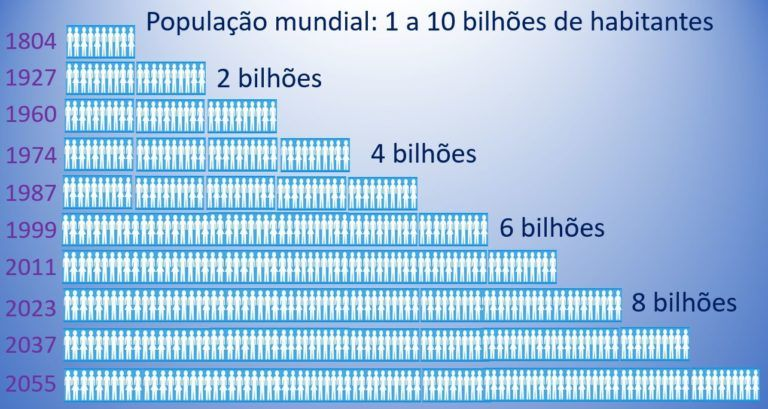 População mundial: 1 a 10 bilhões de habitantes
1804
1927 2 bilhões
1960
1974 4 bilhões
1987
1999 6 bilhões
2011
2023 8 bilhões
2037
2055